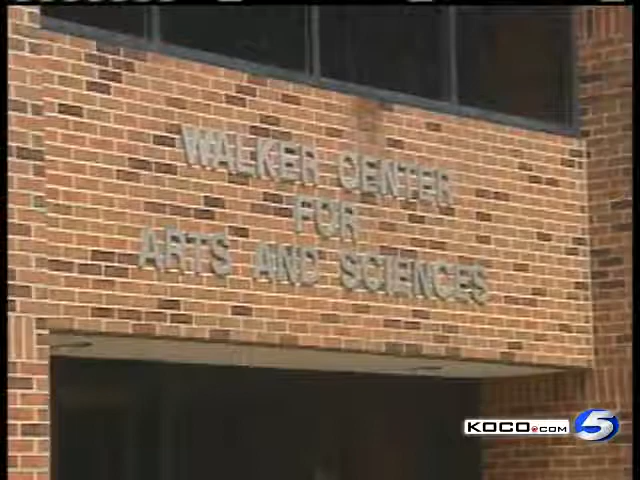 WALKER CENTER
FOR
ARTS AND SCIENCES
KOCO.COM 5